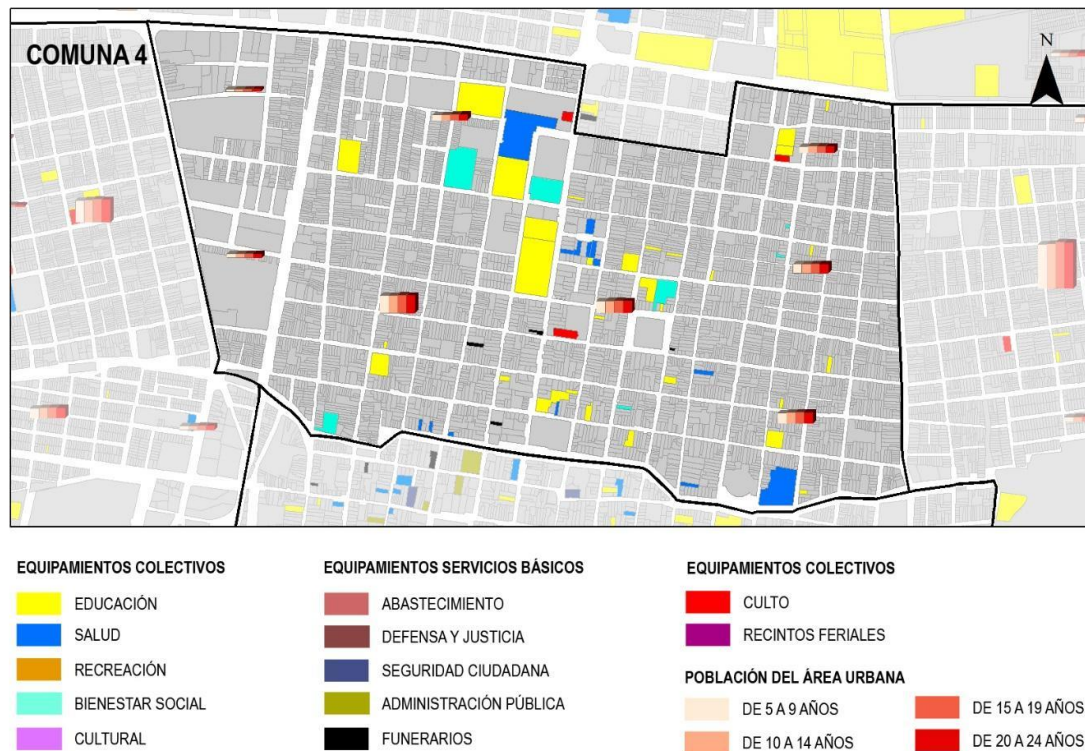 COMUNA 4
N
EQUIPAMIENTOS COLECTIVOS
EDUCACIÓN
SALUD
RECREACIÓN
BIENESTAR SOCIAL
CULTURAL
EQUIPAMIENTOS SERVICIOS BÁSICOS
ABASTECIMIENTO
DEFENSA Y JUSTICIA
SEGURIDAD CIUDADANA
ADMINISTRACIÓN PÚBLICA
FUNERARIOS
EQUIPAMIENTOS COLECTIVOS
CULTO
RECINTOS FERIALES
POBLACIÓN DEL ÁREA URBANA
DE 5 A 9 AÑOS
DE 10 A 14 AÑOS
DE 15 A 19 AÑOS
DE 20 A 24 AÑOS